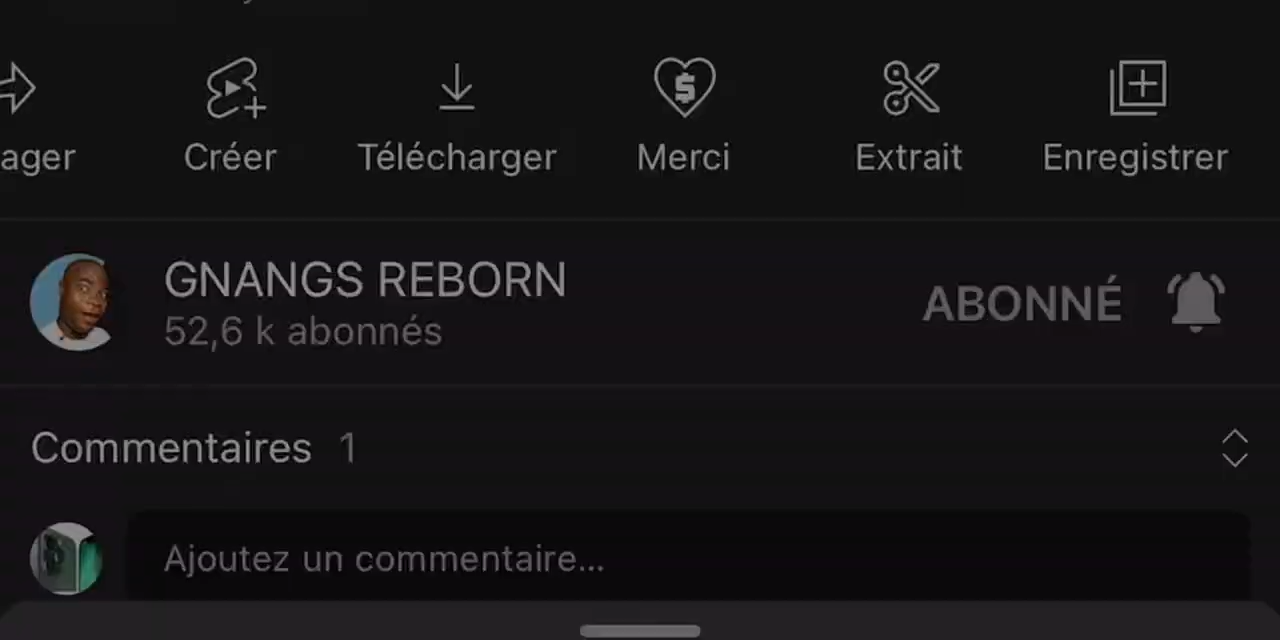 ager
Créer
Télécharger
Merci
Extrait
Enregistrer
GNANGS REBORN
52,6 k abonnés
ABONNÉ
Commentaires 1
Ajoutez un commentaire...